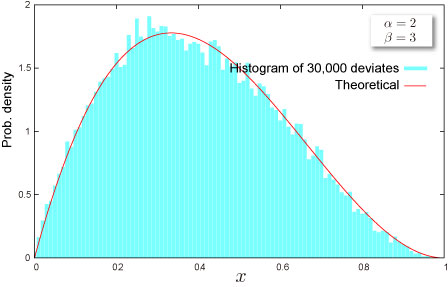 2
α = 2
β = 3
Histogram of 30,000 deviates
Theoretical
1.5
Prob. density
1
0.5
0
0 0.2 0.4 0.6 0.8 1
x